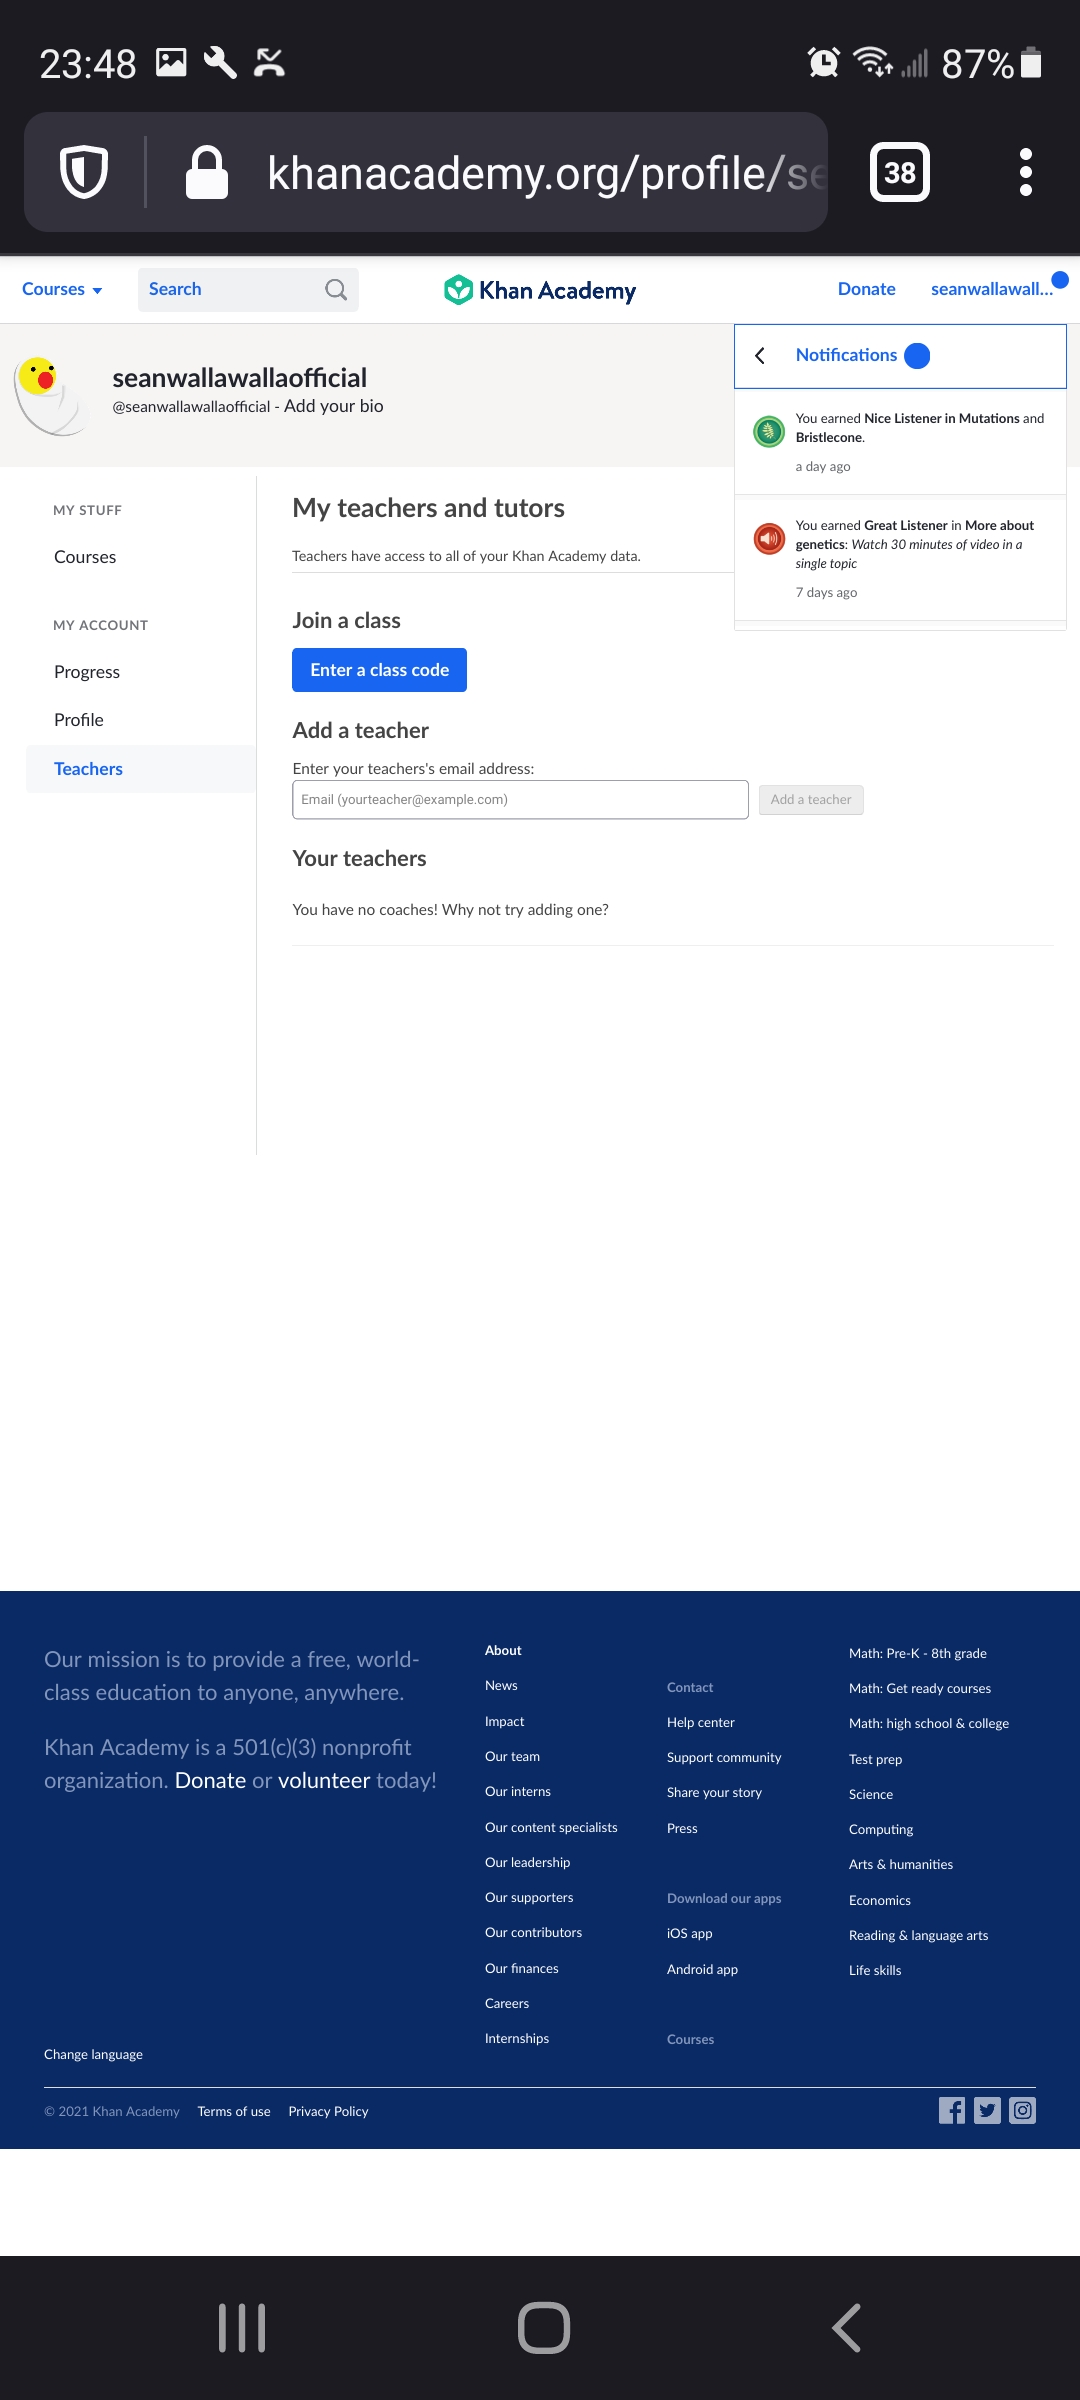 23:48
87%
khanacademy.org/profile/se
38
Courses
Search
Khan Academy
Donate
seanwallawall...
seanwallawallaofficial
@seanwallawallaofficial - Add your bio
Notifications
You earned Nice Listener in Mutations and
Bristlecone.
a day ago
You earned Great Listener in More about
genetics: Watch 30 minutes of video in a
single topic
7 days ago
MY STUFF
Courses
MY ACCOUNT
Progress
Profile
Teachers
My teachers and tutors
Teachers have access to all of your Khan Academy data.
Join a class
Enter a class code
Add a teacher
Enter your teachers's email address:
Email (yourteacher@example.com)
Add a teacher
Your teachers
You have no coaches! Why not try adding one?
Our mission is to provide a free, world-
class education to anyone, anywhere.
Khan Academy is a 501(c)(3) nonprofit
organization. Donate or volunteer today!
About
News
Impact
Our team
Our interns
Our content specialists
Our leadership
Our supporters
Our contributors
Our finances
Careers
Internships
Contact
Help center
Support community
Share your story
Press
Download our apps
iOS app
Android app
Courses
Math: Pre-K - 8th grade
Math: Get ready courses
Math: high school & college
Test prep
Science
Computing
Arts & humanities
Economics
Reading & language arts
Life skills
Change language
© 2021 Khan Academy
Terms of use
Privacy Policy